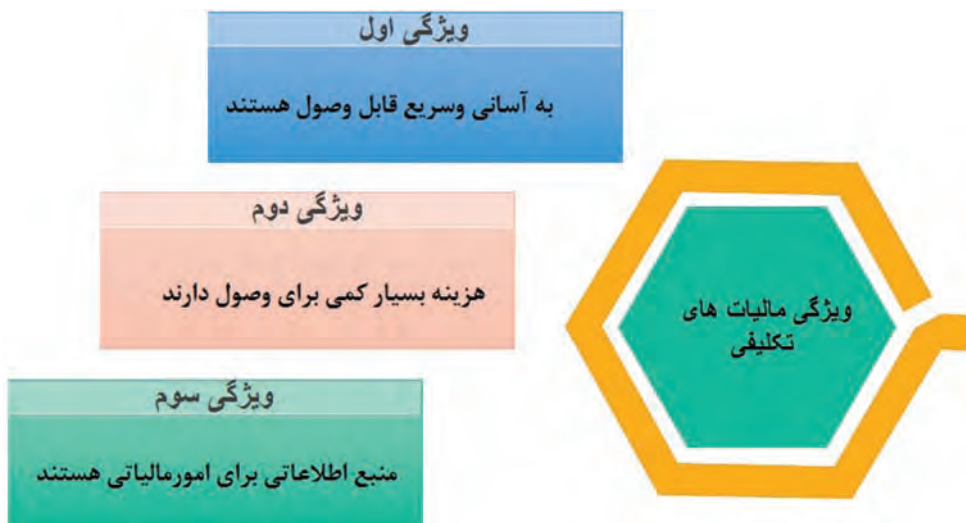 ویژگی اول
به آسانی وسریع قابل وصول هستند
ویژگی دوم
هزینه بسیار کمی برای وصول دارند
ویژگی سوم
منبع اطلاعاتی برای امورمالیاتی هستند
ویژگی مالیات های
تکلیفی